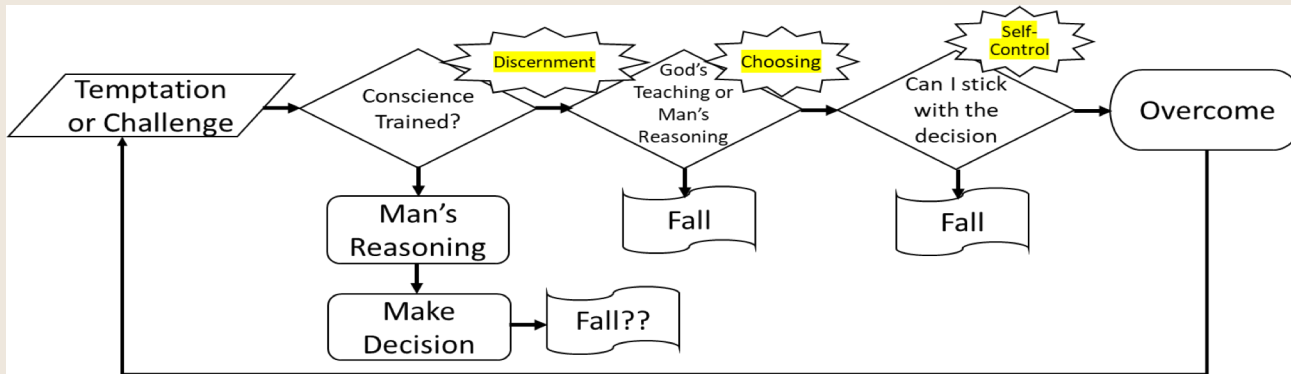 Temptation
or Challenge
Conscience
Trained?
Discernment
God's
Teaching or
Man's
Reasoning
Choosing
Can I stick
with the
decision
Self-
Control
Overcome
Man's
Reasoning
Make
Decision
Fall??
Fall
Fall